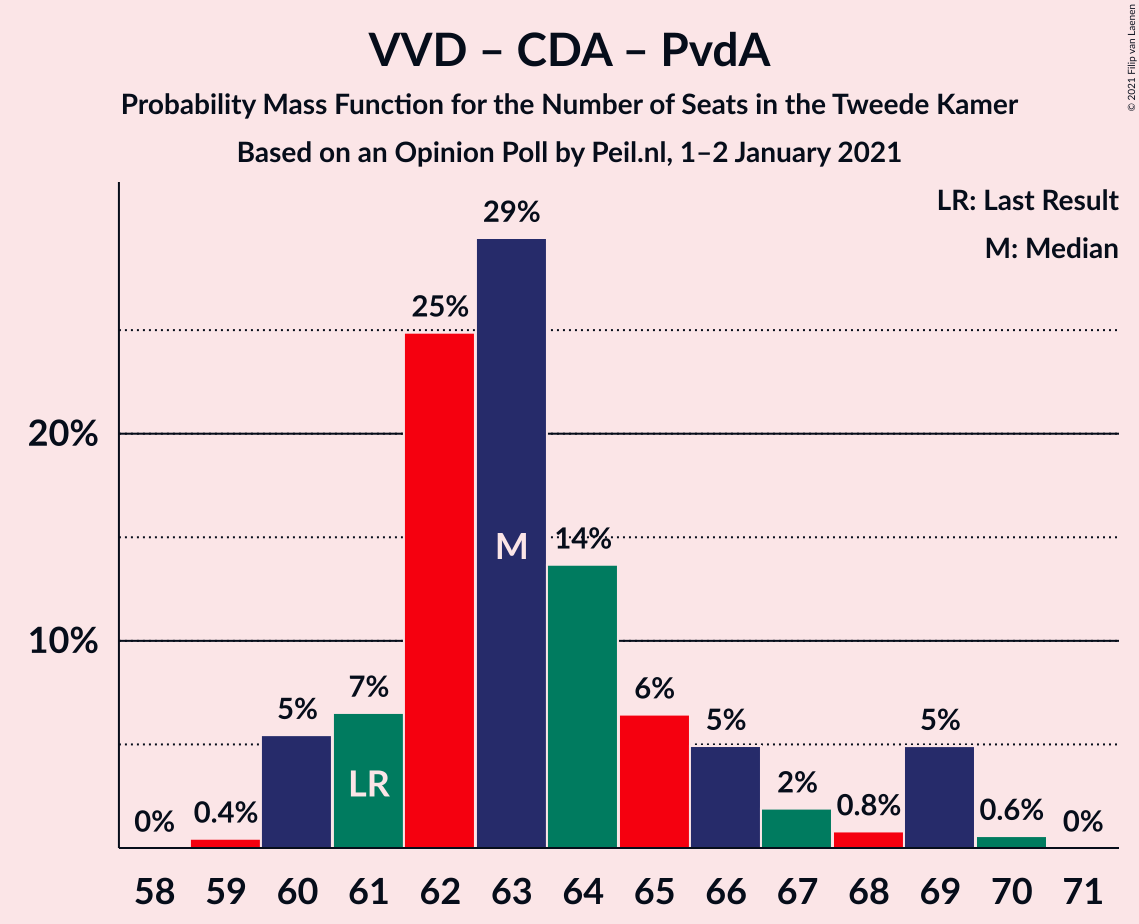 VVD – CDA – PvdA
Probability Mass Function for the Number of Seats in the Tweede Kamer
Based on an Opinion Poll by Peil.nl, 1–2 January 2021
© 2021 Filip van Laenen
LR: Last Result
M: Median
29%
25%
20%
14%
M
10%
7%
6%
5%
5%
5%
LR
2%
0.8%
0.6%
0.4%
0%
0%
58 59 60 61 62 63 64 65 66 67 68 69 70 71